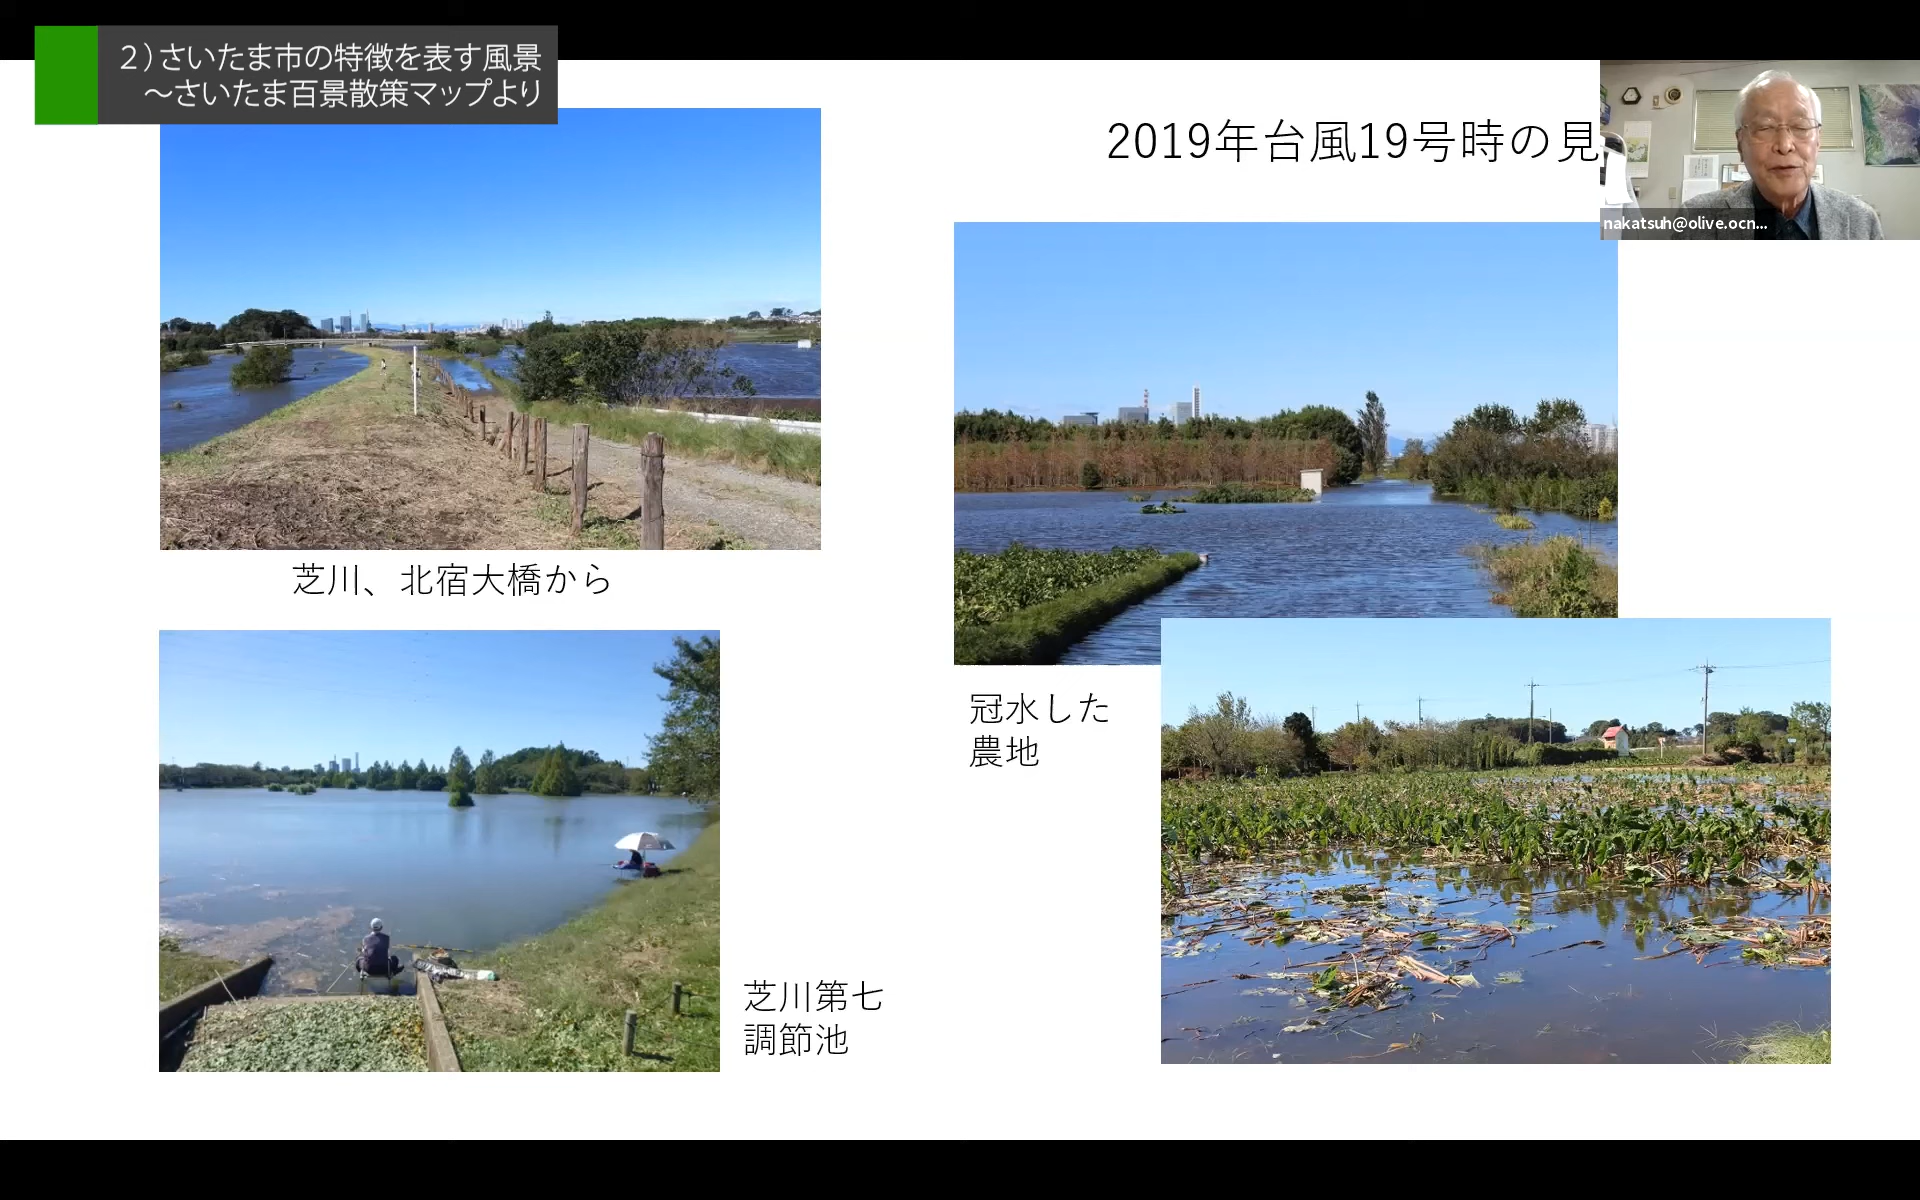 2）さいたま市の特徴を表す風景
～さいたま百景散策マップより
2019年台風19号時の見
nakatsuh@olive.ocn...
芝川、北宿大橋から
冠水した
農地
芝川第七
調節池